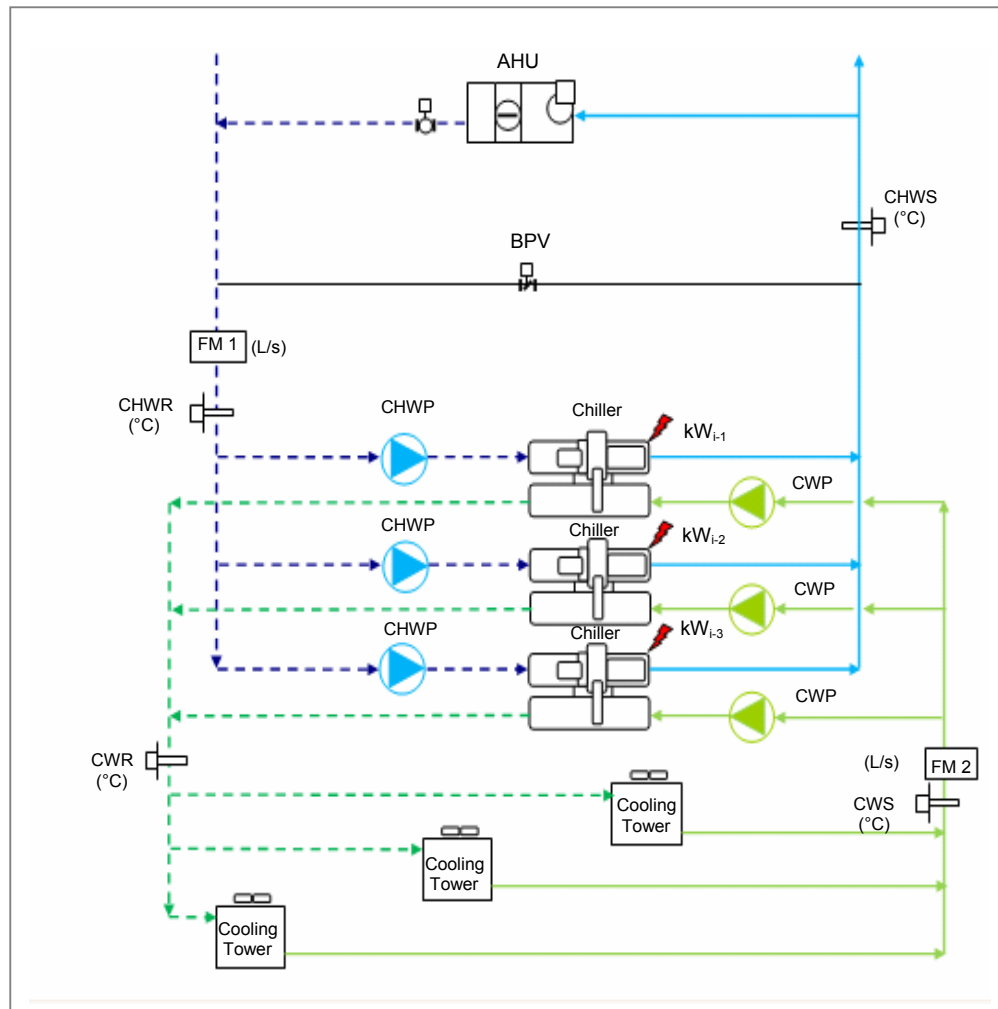 AHU
CHWS
(°C)
BPV
FM 1
(L/s)
CHWR
(°C)
CHWP
Chiller
kWi-1
CWP
CHWP
Chiller
kWi-2
CWP
CHWP
Chiller
kWi-3
CWP
CWR
(°C)
(L/s)
FM 2
CWS
(°C)
Cooling
Tower
Cooling
Tower
Cooling
Tower